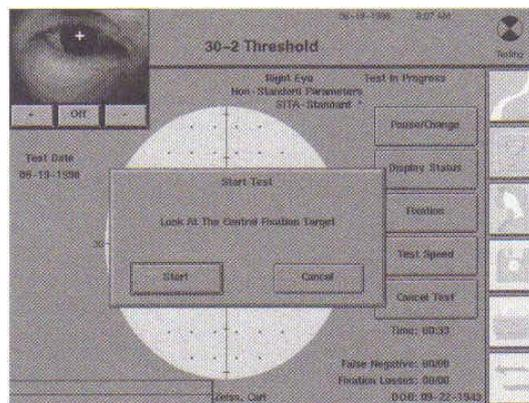 06-19-1998 8:07 AM
30-2 Threshold
Testing
Right Eye
Test In Progress
Non-Standard Parameters
SITA-Standard
+ Off -
Pause/Change
Test Date
06-19-1998
Display Status
Start Test
Look At The Central Fixation Target
Fixation
30
Test Speed
Start
Cancel
Cancel Test
Time: 00:33
False Negative: 00/00
Fixation Losses: 00/00
Zeiss, Carl
DOB: 09-22-1943